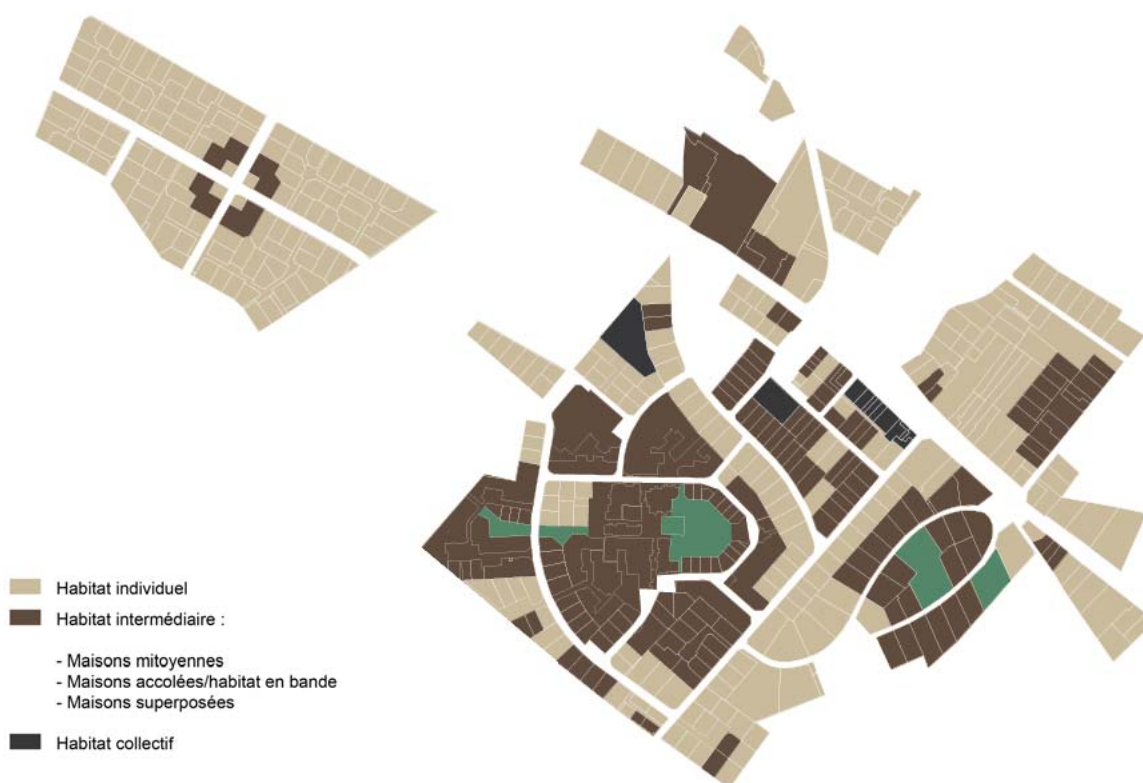 Habitat individuel
Habitat intermédiaire :
- Maisons mitoyennes
- Maisons accolées/habitat en bande
- Maisons superposées
Habitat collectif